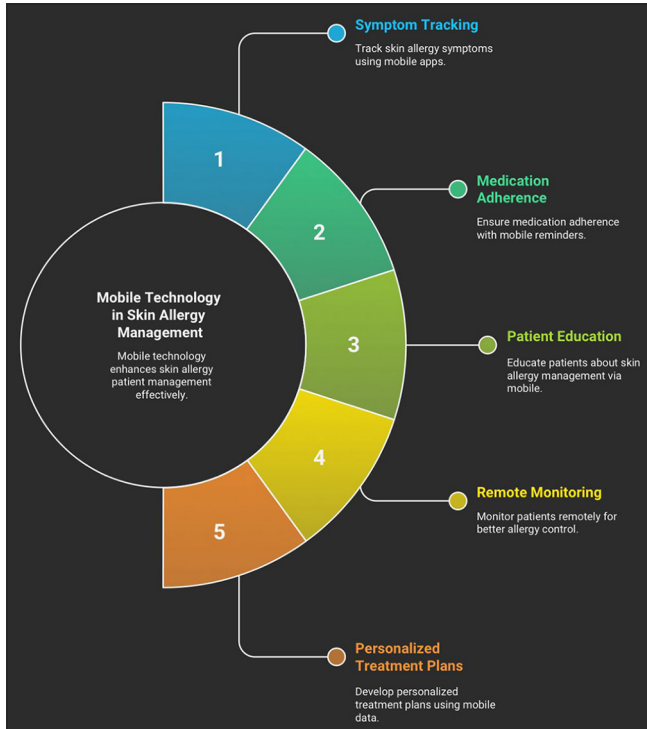 Symptom Tracking
Track skin allergy symptoms
using mobile apps.
1
Medication
Adherence
Ensure medication adherence
with mobile reminders.
2
Mobile Technology
in Skin Allergy
Management
Mobile technology
enhances skin allergy
patient management
effectively.
3
Patient Education
Educate patients about skin
allergy management via
mobile.
4
Remote Monitoring
Monitor patients remotely for
better allergy control.
5
Personalized
Treatment Plans
Develop personalized
treatment plans using mobile
data.